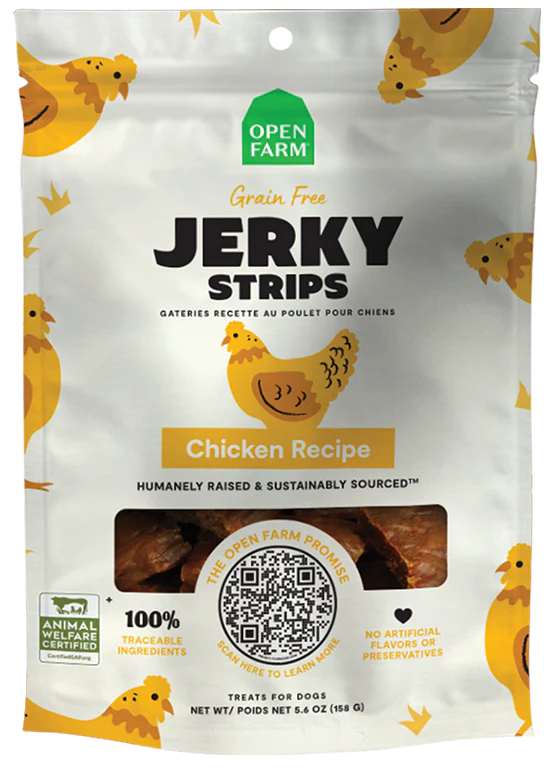 OPEN
FARM
Grain Free
JERKY
STRIPS
GATERIES RECETTE AU POULET POUR CHIENS
Chicken Recipe
HUMANELY RAISED & SUSTAINABLY SOURCED™
THE OPEN FARM PROMISE
SCAN HERE TO LEARN MORE
ANIMAL
WELFARE
CERTIFIED
CertifiedGAP.org
+
100%
TRACEABLE
INGREDIENTS
NO ARTIFICIAL
FLAVORS OR
PRESERVATIVES
TREATS FOR DOGS
NET WT/ POIDS NET 5.6 OZ (158 G)